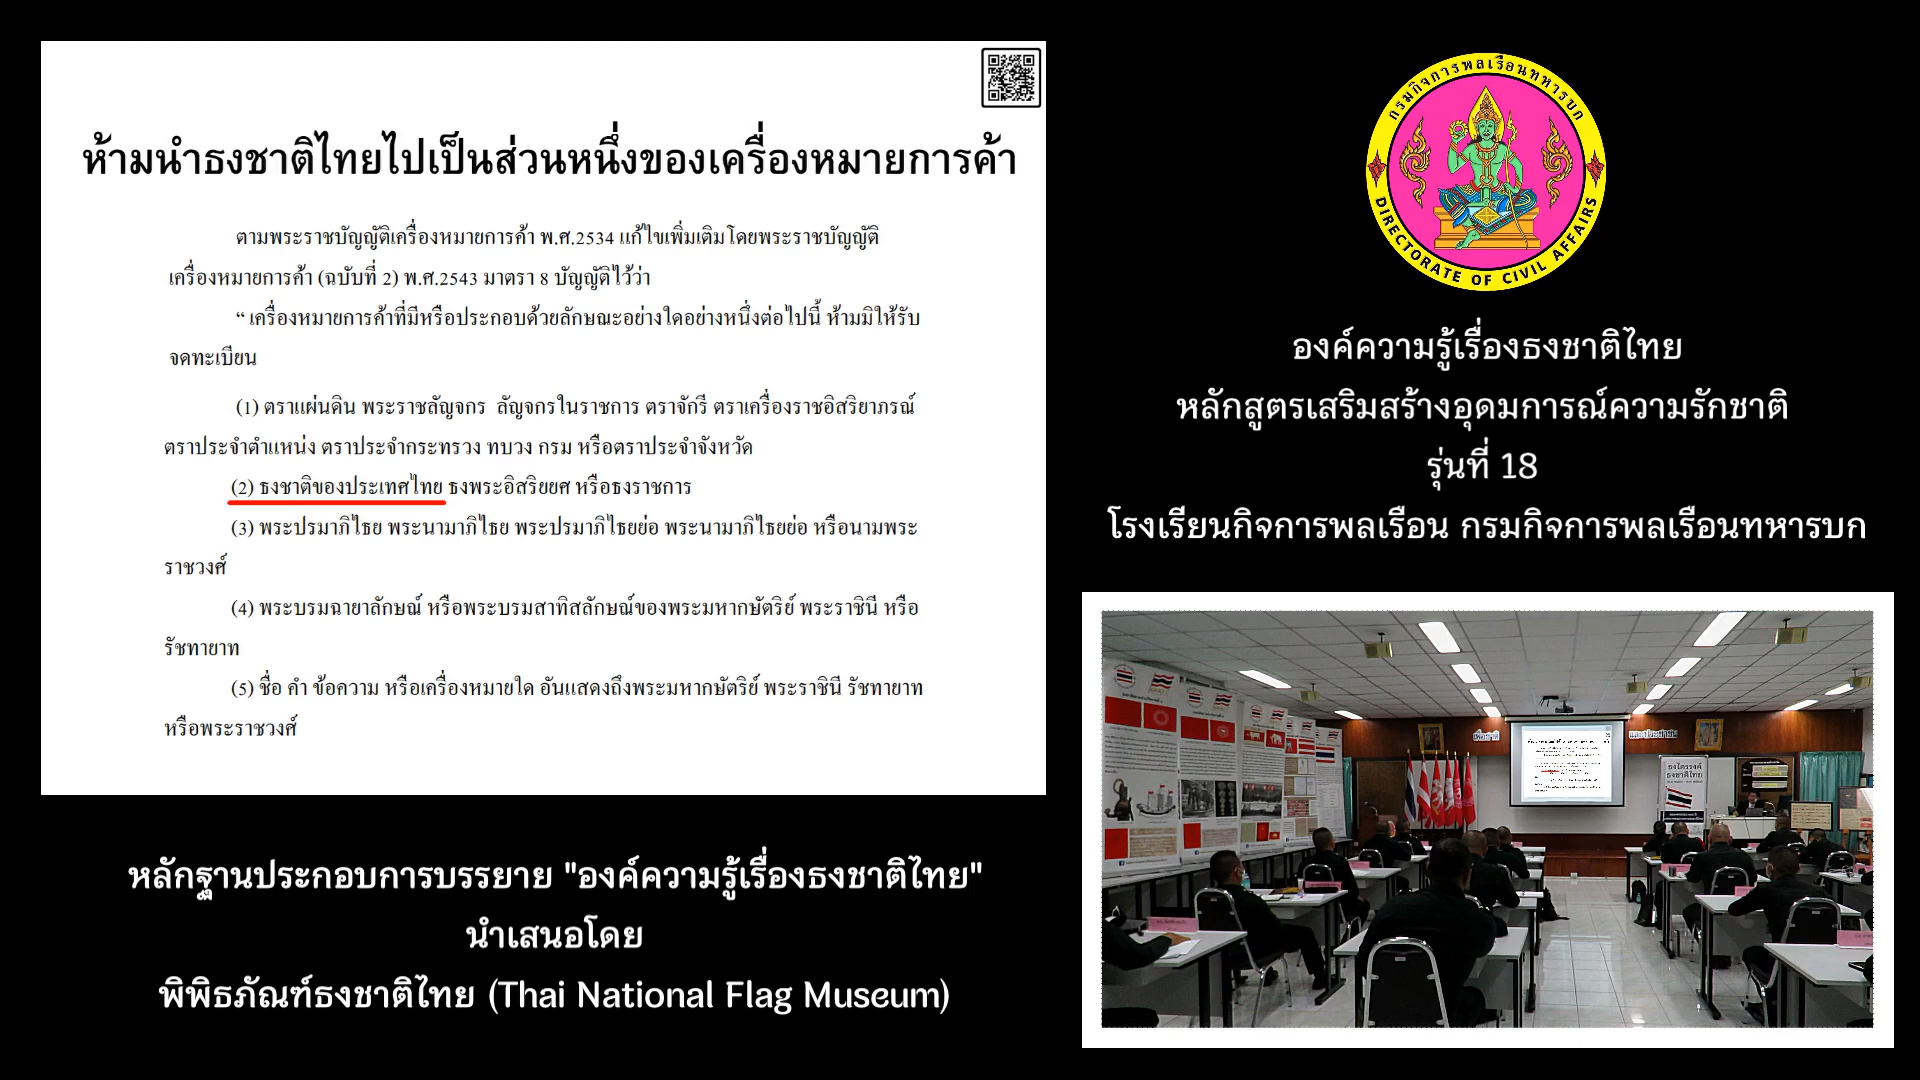 ห้ามนำธงชาติไทยไปเป็นส่วนหนึ่งของเครื่องหมายการค้า
ตามพระราชบัญญัติเครื่องหมายการค้า พ.ศ.2534 แก้ไขเพิ่มเติมโดยพระราชบัญญัติ
เครื่องหมายการค้า (ฉบับที่ 2) พ.ศ.2543 มาตรา 8 บัญญัติไว้ว่า
“ เครื่องหมายการค้าที่มีหรือประกอบด้วยลักษณะอย่างใดอย่างหนึ่งต่อไปนี้ ห้ามมิให้รับ
จดทะเบียน
(1) ตราแผ่นดิน พระราชลัญจกร ลัญจกรในราชการ ตราจักรี ตราเครื่องราชอิสริยาภรณ์
ตราประจำตำแหน่ง ตราประจำกระทรวง ทบวง กรม หรือตราประจำจังหวัด
(2) ธงชาติของประเทศไทย ธงพระอิสริยยศ หรือธงราชการ
(3) พระปรมาภิไธย พระนามาภิไธย พระปรมาภิไธยย่อ พระนามาภิไธยย่อ หรือนามพระ
ราชวงศ์
(4) พระบรมฉายาลักษณ์ หรือพระบรมสาทิสลักษณ์ของพระมหากษัตริย์ พระราชินี หรือ
รัชทายาท
(5) ชื่อ คำ ข้อความ หรือเครื่องหมายใด อันแสดงถึงพระมหากษัตริย์ พระราชินี รัชทายาท
หรือพระราชวงศ์
หลักฐานประกอบการบรรยาย "องค์ความรู้เรื่องธงชาติไทย"
นำเสนอโดย
พิพิธภัณฑ์ธงชาติไทย (Thai National Flag Museum)
กรมกิจการพลเรือนทหารบก
DIRECTORATE OF CIVIL AFFAIRS
องค์ความรู้เรื่องธงชาติไทย
หลักสูตรเสริมสร้างอุดมการณ์ความรักชาติ
รุ่นที่ 18
โรงเรียนกิจการพลเรือน กรมกิจการพลเรือนทหารบก
เพื่อชาติ
ธงไตรรงค์
ธงชาติไทย